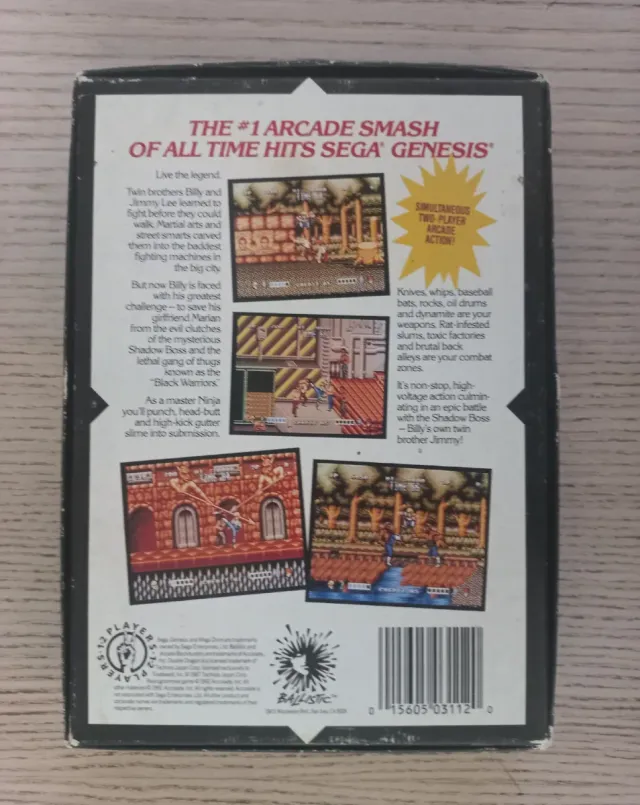 THE #1 ARCADE SMASH
OF ALL TIME HITS SEGA® GENESIS®
Live the legend.
Twin brothers Billy and
Jimmy Lee learned to
fight before they could
walk. Martial arts and
street smarts carved
them into the baddest
fighting machines in
the big city.
But now Billy is faced
with his greatest
challenge – to save his
girlfriend Marian
from the evil clutches
of the mysterious
Shadow Boss and the
lethal gang of thugs
known as the
"Black Warriors."
As a master Ninja
you'll punch, head-butt
and high-kick gutter
slime into submission.
SIMULTANEOUS
TWO-PLAYER
ARCADE
ACTION!
Knives, whips, baseball
bats, rocks, oil drums
and dynamite are your
weapons. Rat-infested
slums, toxic factories
and brutal back
alleys are your combat
zones.
It's non-stop, high-
voltage action culmin-
ating in an epic battle
with the Shadow Boss
– Billy's own twin
brother Jimmy!
1-2 PLAYERS
BALLISTIC™
0 15605 03112 0